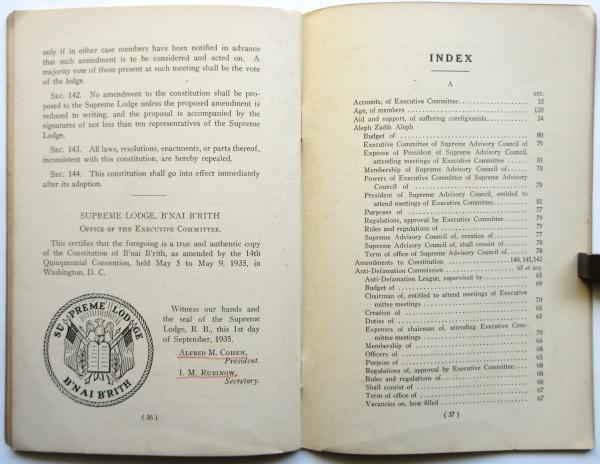 only if in either case members have been notified in advance
that such amendment is to be considered and acted on. A
majority vote of those present at such meeting shall be the vote
of the lodge.
SEC. 142. No amendment to the constitution shall be pro-
posed to the Supreme Lodge unless the proposed amendment is
reduced to writing, and the proposal is accompanied by the
signatures of not less than ten representatives of the Supreme
Lodge.
SEC. 143. All laws, resolutions, enactments, or parts thereof,
inconsistent with this constitution, are hereby repealed.
SEC. 144. This constitution shall go into effect immediately
after its adoption.
SUPREME LODGE, B'NAI B'RITH
OFFICE OF THE EXECUTIVE COMMITTEE.
This certifies that the foregoing is a true and authentic copy
of the Constitution of B'nai B'rith, as amended by the 14th
Quinquennial Convention, held May 5 to May 9, 1935, in
Washington, D. C.
SUPREME LODGE
B'NAI B'RITH
Witness our hands and
the seal of the Supreme
Lodge, B. B., this 1st day
of September, 1935.
ALFRED M. COHEN,
President.
I. M. RUBINOW,
Secretary.
(36)
INDEX
A
SEC.
Accounts, of Executive Committee 33
Age, of members 120
Aid and support, of suffering coreligionists 34
Aleph Zadik Aleph
Budget of 80
Executive Committee of Supreme Advisory Council of 79
Expense of President of Supreme Advisory Council,
attending meetings of Executive Committee 81
Membership of Supreme Advisory Council of 78
Powers of Executive Committee of Supreme Advisory
Council of 79
President of Supreme Advisory Council, entitled to
attend meetings of Executive Committee 81
Purposes of 77
Regulations, approval by Executive Committee 79
Rules and regulations of 79
Supreme Advisory Council of, creation of 77
Supreme Advisory Council of, shall consist of 78
Term of office of Supreme Advisory Council of 78
Amendments to Constitution 140, 141, 142
Anti-Defamation Commission 65 et seq.
Anti-Defamation League, supervised by 65
Budget of 69
Chairman of, entitled to attend meetings of Executive
Committee meetings 70
Creation of 65
Duties of
Expenses of chairman of, attending Executive Com-
mittee meetings 70
Membership of 66
Officers of 68
Purpose of 65
Regulations of, approval by Executive Committee 68
Rules and regulations of 68
Shall consist of 66
Term of office of 67
Vacancies on, how filled 67
(37)